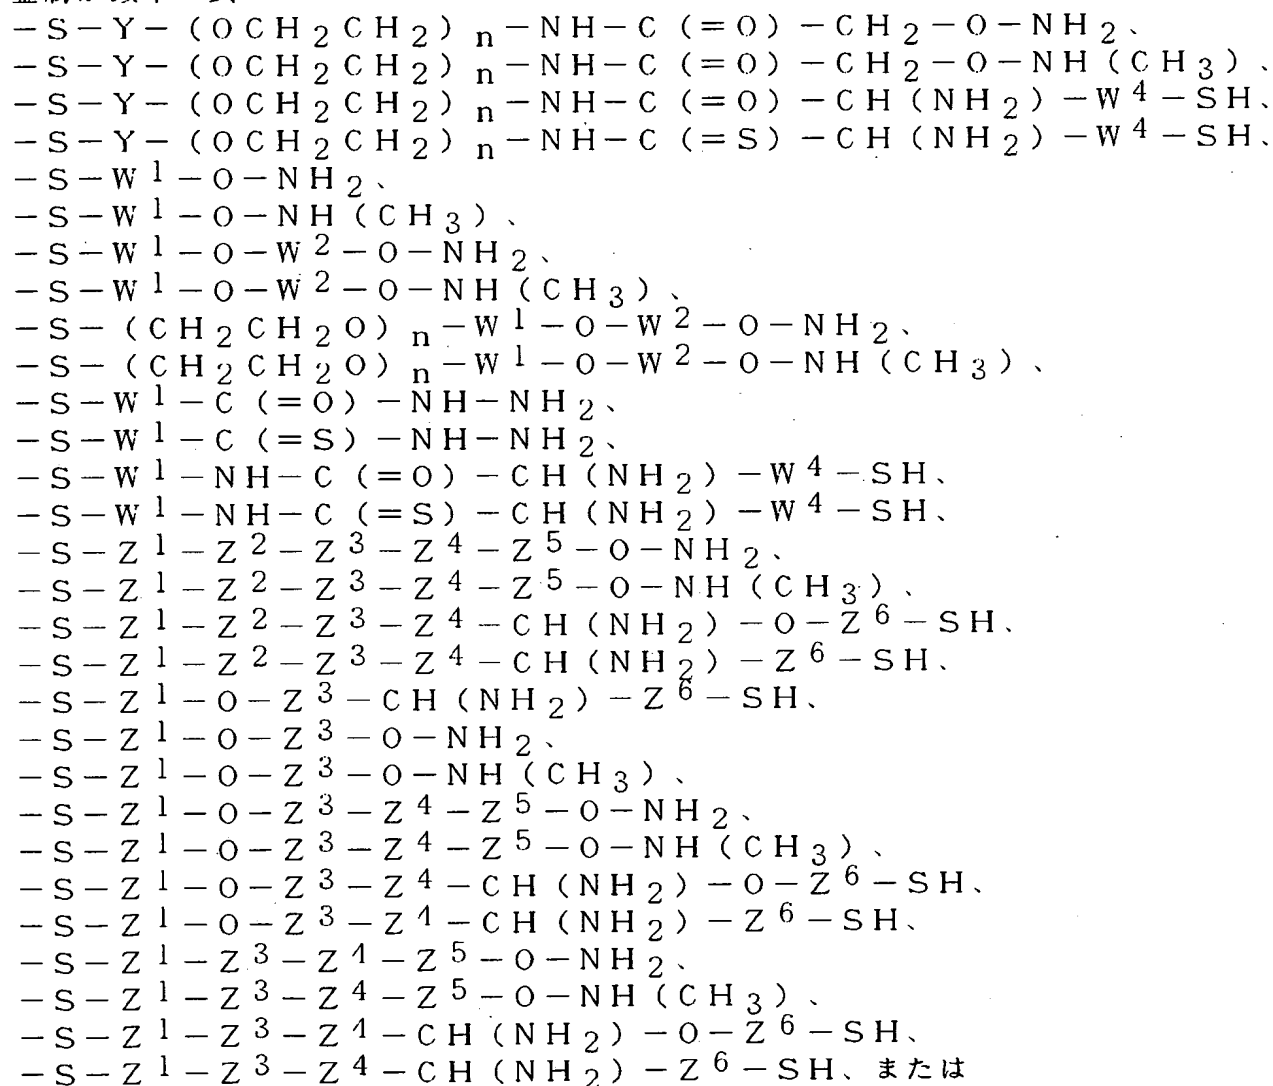 －S－Y－（OCH2CH2）n－NH－C（＝O）－CH2－O－NH2、
－S－Y－（OCH2CH2）n－NH－C（＝O）－CH2－O－NH（CH3）、
－S－Y－（OCH2CH2）n－NH－C（＝O）－CH（NH2）－W4－SH、
－S－Y－（OCH2CH2）n－NH－C（＝S）－CH（NH2）－W4－SH、
－S－W1－O－NH2、
－S－W1－O－NH（CH3）、
－S－W1－O－W2－O－NH2、
－S－W1－O－W2－O－NH（CH3）、
－S－（CH2CH2O）n－W1－O－W2－O－NH2、
－S－（CH2CH2O）n－W1－O－W2－O－NH（CH3）、
－S－W1－C（＝O）－NH－NH2、
－S－W1－C（＝S）－NH－NH2、
－S－W1－NH－C（＝O）－CH（NH2）－W4－SH、
－S－W1－NH－C（＝S）－CH（NH2）－W4－SH、
－S－Z1－Z2－Z3－Z4－Z5－O－NH2、
－S－Z1－Z2－Z3－Z4－Z5－O－NH（CH3）、
－S－Z1－Z2－Z3－Z4－CH（NH2）－O－Z6－SH、
－S－Z1－Z2－Z3－Z4－CH（NH2）－Z6－SH、
－S－Z1－O－Z3－CH（NH2）－Z6－SH、
－S－Z1－O－Z3－O－NH2、
－S－Z1－O－Z3－O－NH（CH3）、
－S－Z1－O－Z3－Z4－Z5－O－NH2、
－S－Z1－O－Z3－Z4－Z5－O－NH（CH3）、
－S－Z1－O－Z3－Z4－CH（NH2）－O－Z6－SH、
－S－Z1－O－Z3－Z4－CH（NH2）－Z6－SH、
－S－Z1－Z3－Z4－Z5－O－NH2、
－S－Z1－Z3－Z4－Z5－O－NH（CH3）、
－S－Z1－Z3－Z4－CH（NH2）－O－Z6－SH、
－S－Z1－Z3－Z4－CH（NH2）－Z6－SH、または